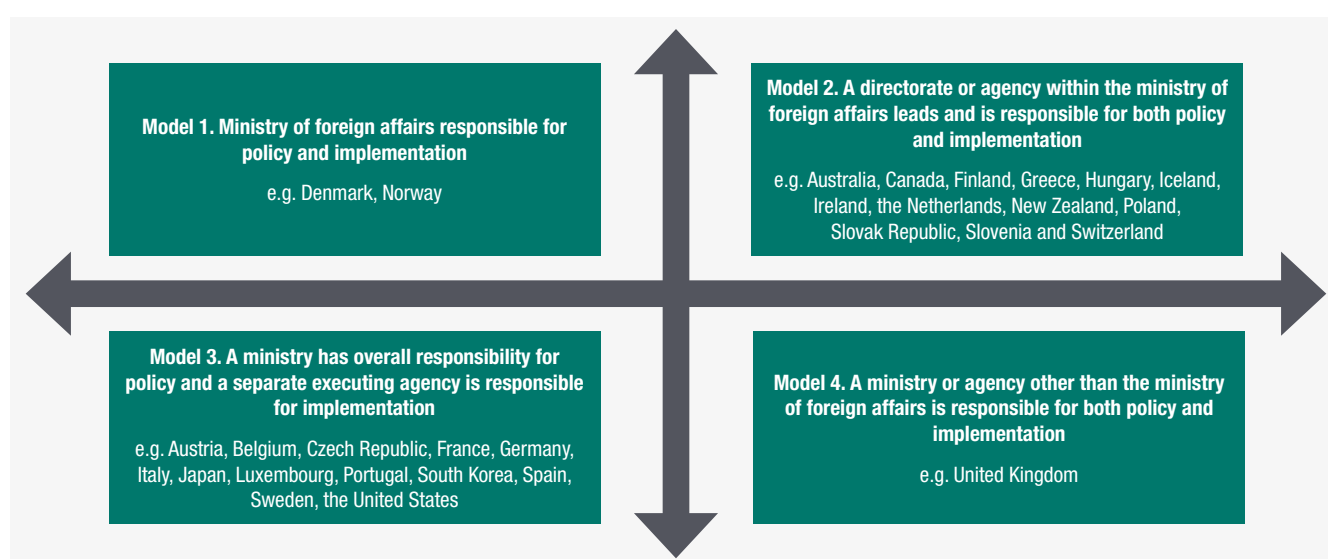 Model 1. Ministry of foreign affairs responsible for
policy and implementation
e.g. Denmark, Norway
Model 2. A directorate or agency within the ministry of
foreign affairs leads and is responsible for both policy
and implementation
e.g. Australia, Canada, Finland, Greece, Hungary, Iceland,
Ireland, the Netherlands, New Zealand, Poland,
Slovak Republic, Slovenia and Switzerland
Model 3. A ministry has overall responsibility for
policy and a separate executing agency is responsible
for implementation
e.g. Austria, Belgium, Czech Republic, France, Germany,
Italy, Japan, Luxembourg, Portugal, South Korea, Spain,
Sweden, the United States
Model 4. A ministry or agency other than the ministry
of foreign affairs is responsible for both policy and
implementation
e.g. United Kingdom